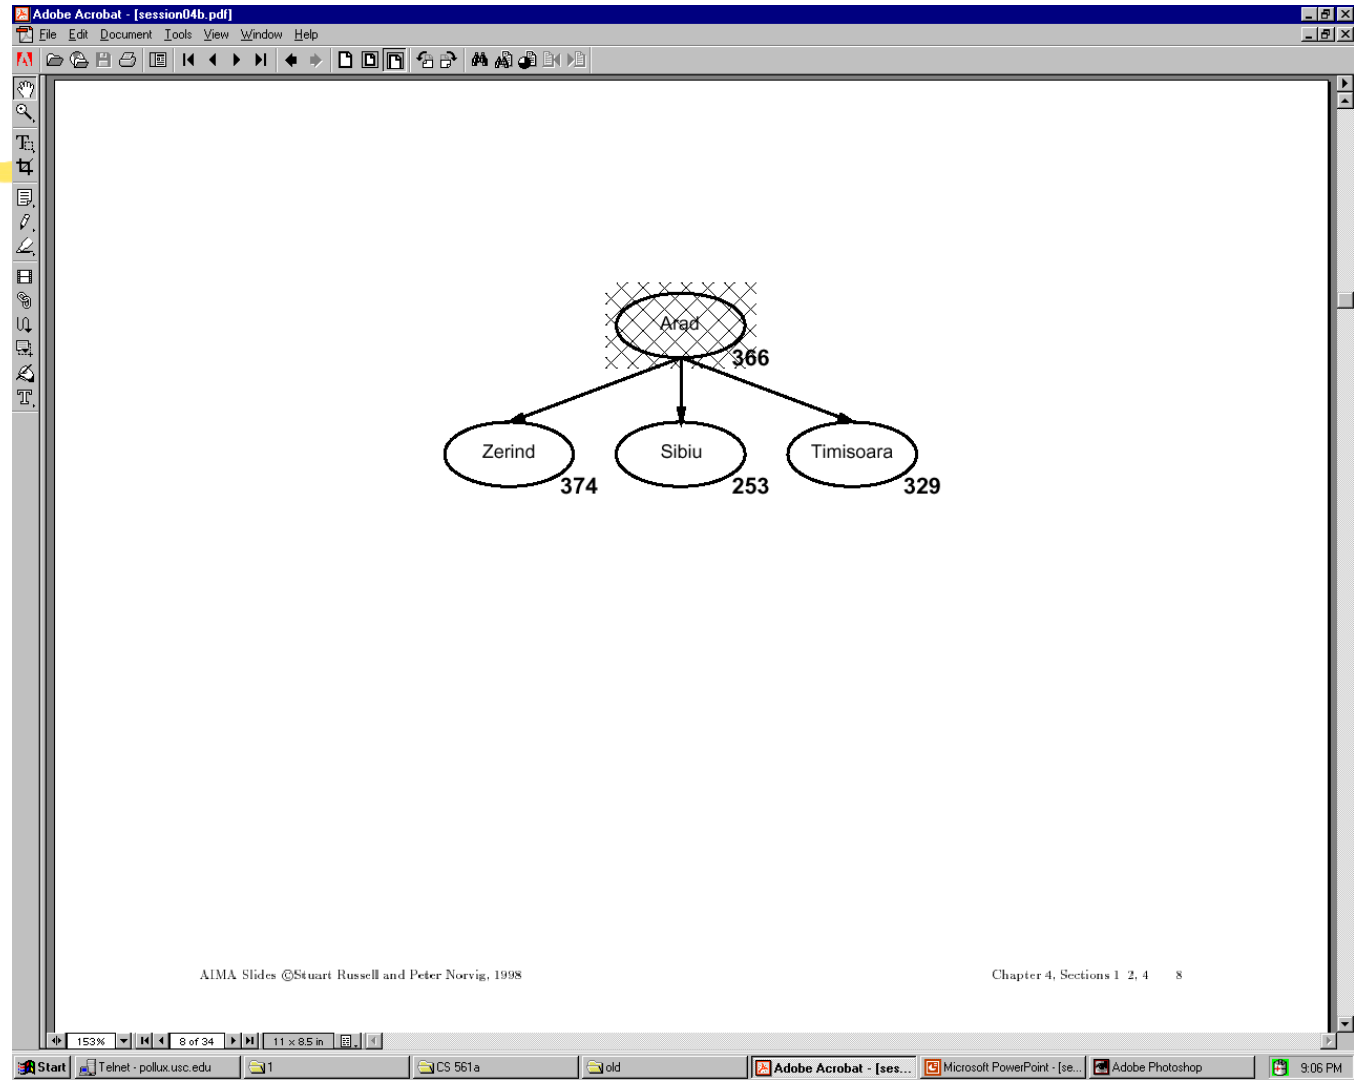 Adobe Acrobat - [session04b.pdf]
File Edit Document Tools View Window Help
Arad
366
Zerind
374
Sibiu
253
Timisoara
329
AIMA Slides ©Stuart Russell and Peter Norvig, 1998
Chapter 4, Sections 1 2, 4 8
153% 8 of 34 11 x 8.5 in
Start Telnet - pollux.usc.edu 1 CS 561a old Adobe Acrobat - [ses... Microsoft PowerPoint - [se... Adobe Photoshop 9:06 PM